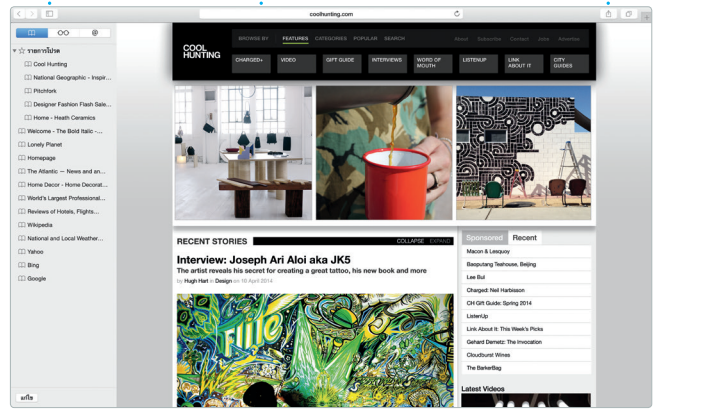 coolhunting.com
รายการโปรด
Cool Hunting
National Geographic - Inspir...
Pitchfork
Designer Fashion Flash Sale...
Home - Heath Ceramics
Welcome - The Bold Italic -...
Lonely Planet
Homepage
The Atlantic — News and an...
Home Decor - Home Decorat...
World's Largest Professional...
Reviews of Hotels, Flights...
Wikipedia
National and Local Weather...
Yahoo
Bing
Google
แก้ไข
COOL
HUNTING
BROWSE BY FEATURES CATEGORIES POPULAR SEARCH
About Subscribe Contact Jobs Advertise
CHARGED+ VIDEO GIFT GUIDE INTERVIEWS WORD OF MOUTH LISTENUP LINK ABOUT IT CITY GUIDES
RECENT STORIES COLLAPSE EXPAND
Interview: Joseph Ari Aloi aka JK5
The artist reveals his secret for creating a great tattoo, his new book and more
by Hugh Hart in Design on 16 April 2014
Sponsored Recent
Macon & Lesquoy
Baoputang Teahouse, Beijing
Lee Bul
Charged: Neil Harbisson
CH Gift Guide: Spring 2014
ListenUp
Link About It: This Week's Picks
Gehard Demetz: The Invocation
Cloudburst Wines
The BarkerBag
Latest Videos